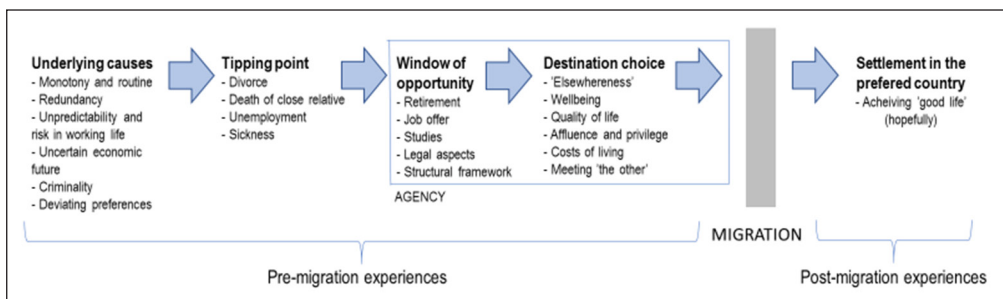 Underlying causes
- Monotony and routine
- Redundancy
- Unpredictability and
risk in working life
- Uncertain economic
future
- Criminality
- Deviating preferences
Tipping point
- Divorce
- Death of close relative
- Unemployment
- Sickness
Window of
opportunity
- Retirement
- Job offer
- Studies
- Legal aspects
- Structural framework
AGENCY
Destination choice
- 'Elsewhereness'
- Wellbeing
- Quality of life
- Affluence and privilege
- Costs of living
- Meeting 'the other'
MIGRATION
Settlement in the
prefered country
- Acheiving 'good life'
(hopefully)
Pre-migration experiences
Post-migration experiences